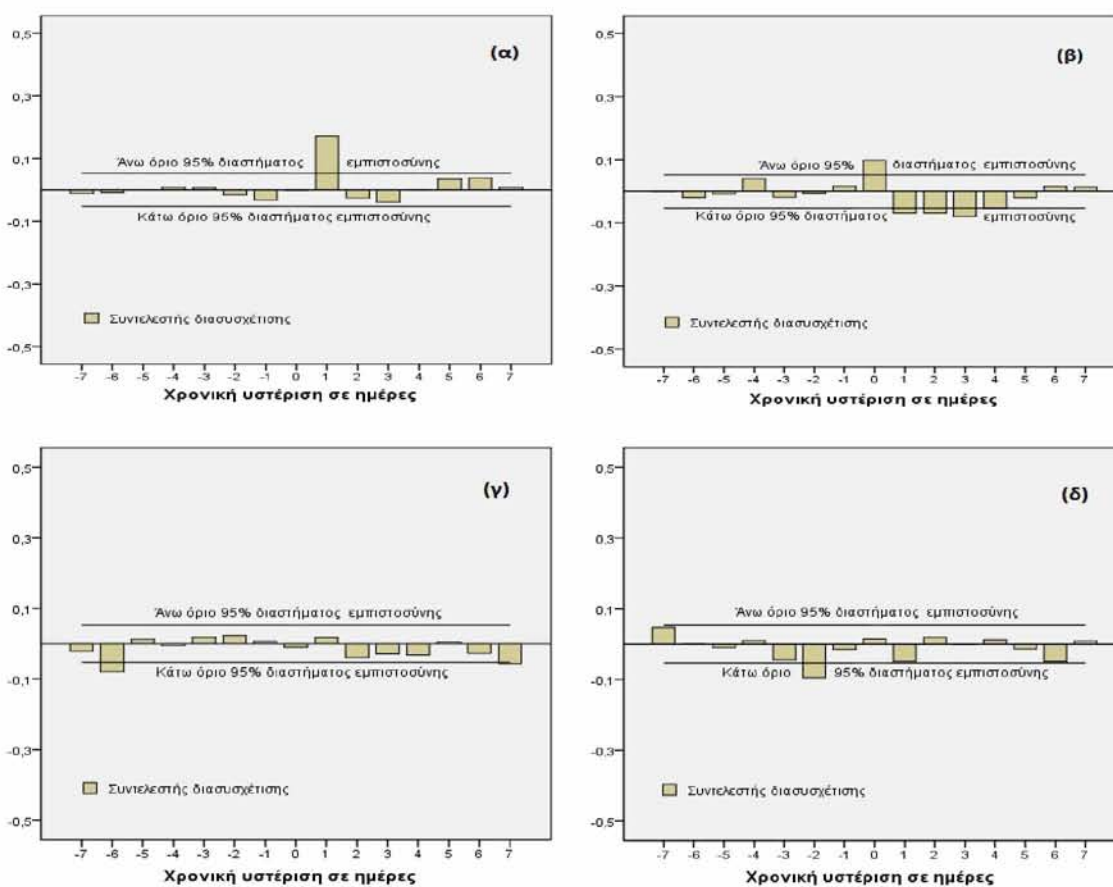 (α)
0,5
0,3
0,1
-0,1
-0,3
-0,5
Άνω όριο 95% διαστήματος εμπιστοσύνης
Κάτω όριο 95% διαστήματος εμπιστοσύνης
Συντελεστής διασυσχέτισης
-7 -6 -5 -4 -3 -2 -1 0 1 2 3 4 5 6 7
Χρονική υστέριση σε ημέρες
(β)
0,5
0,3
0,1
-0,1
-0,3
-0,5
Άνω όριο 95% διαστήματος εμπιστοσύνης
Κάτω όριο 95% διαστήματος εμπιστοσύνης
Συντελεστής διασυσχέτισης
-7 -6 -5 -4 -3 -2 -1 0 1 2 3 4 5 6 7
Χρονική υστέριση σε ημέρες
(γ)
0,5
0,3
0,1
-0,1
-0,3
-0,5
Άνω όριο 95% διαστήματος εμπιστοσύνης
Κάτω όριο 95% διαστήματος εμπιστοσύνης
Συντελεστής διασυσχέτισης
-7 -6 -5 -4 -3 -2 -1 0 1 2 3 4 5 6 7
Χρονική υστέριση σε ημέρες
(δ)
0,5
0,3
0,1
-0,1
-0,3
-0,5
Άνω όριο 95% διαστήματος εμπιστοσύνης
Κάτω όριο 95% διαστήματος εμπιστοσύνης
Συντελεστής διασυσχέτισης
-7 -6 -5 -4 -3 -2 -1 0 1 2 3 4 5 6 7
Χρονική υστέριση σε ημέρες